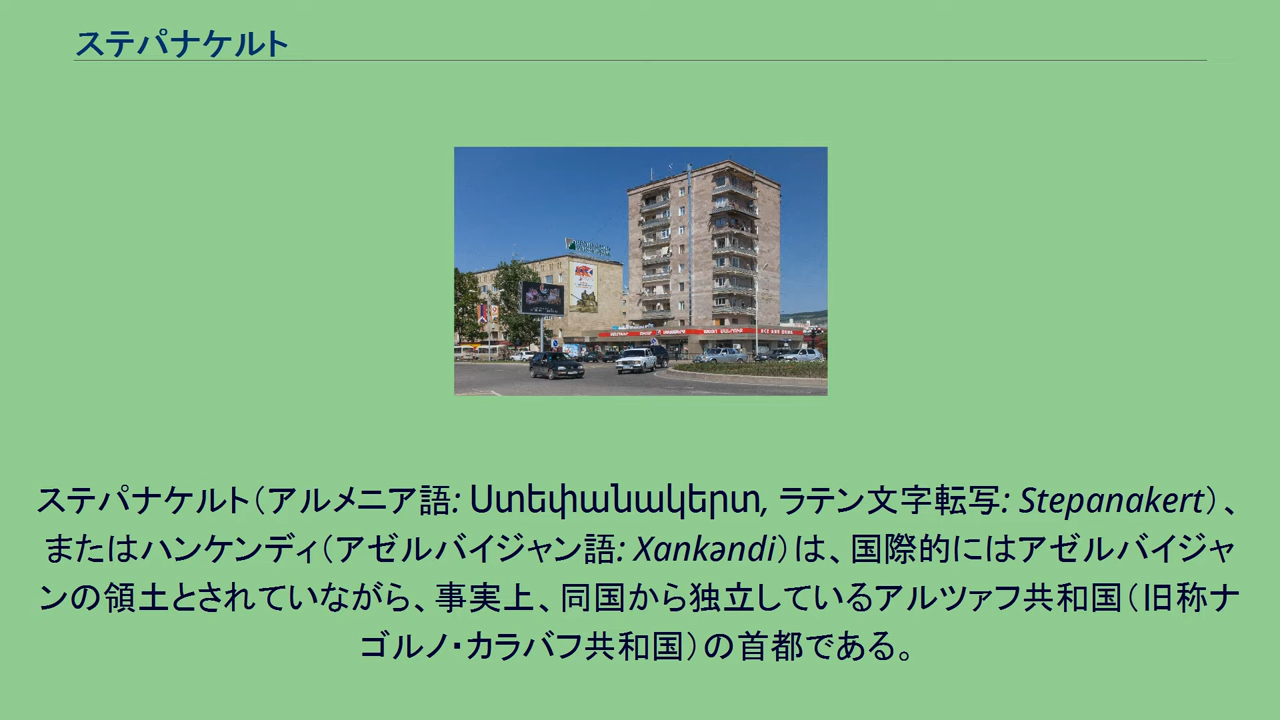 ステパナケルト
ステパナケルト(アルメニア語: Ստեփանակերտ, ラテン文字転写: Stepanakert)、
またはハンケンディ(アゼルバイジャン語: Xankəndi)は、国際的にはアゼルバイジャ
ンの領土とされていながら、事実上、同国から独立しているアルツァフ共和国(旧称ナ
ゴルノ・カラバフ共和国)の首都である。